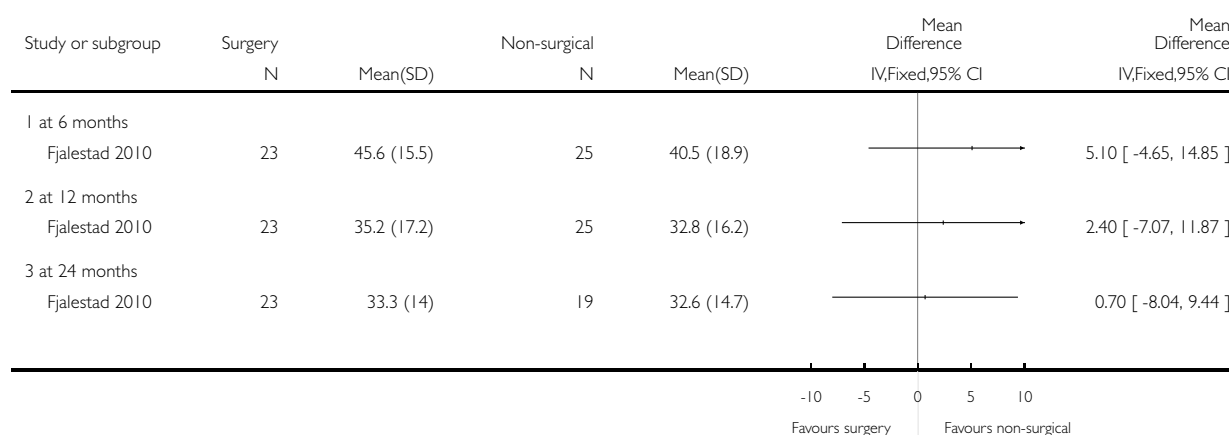 Study or subgroup Surgery Non-surgical Mean Difference Mean Difference
N Mean(SD) N Mean(SD) IV,Fixed,95% CI IV,Fixed,95% CI
1 at 6 months
Fjalestad 2010 23 45.6 (15.5) 25 40.5 (18.9) 5.10 [ -4.65, 14.85 ]
2 at 12 months
Fjalestad 2010 23 35.2 (17.2) 25 32.8 (16.2) 2.40 [ -7.07, 11.87 ]
3 at 24 months
Fjalestad 2010 23 33.3 (14) 19 32.6 (14.7) 0.70 [ -8.04, 9.44 ]
-10 -5 0 5 10
Favours surgery Favours non-surgical